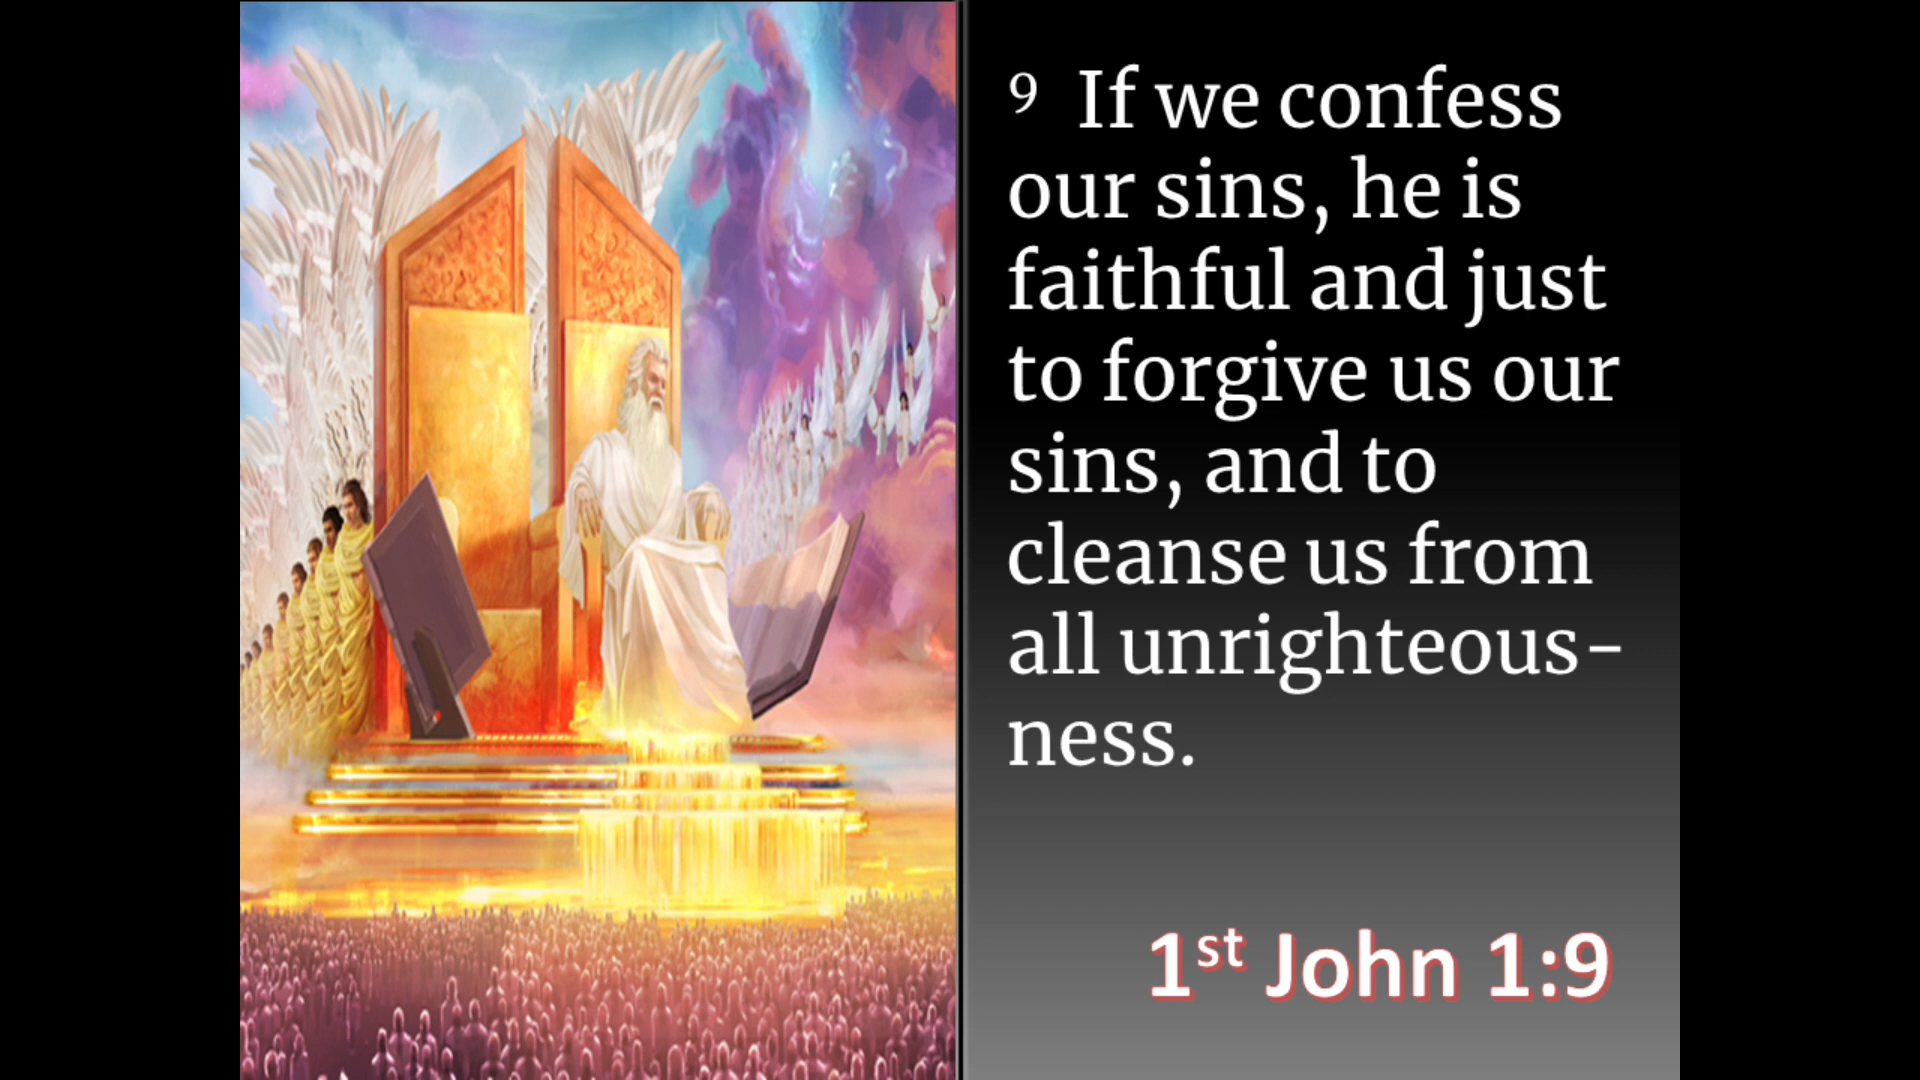 9 If we confess
our sins, he is
faithful and just
to forgive us our
sins, and to
cleanse us from
all unrighteous-
ness.
1st John 1:9